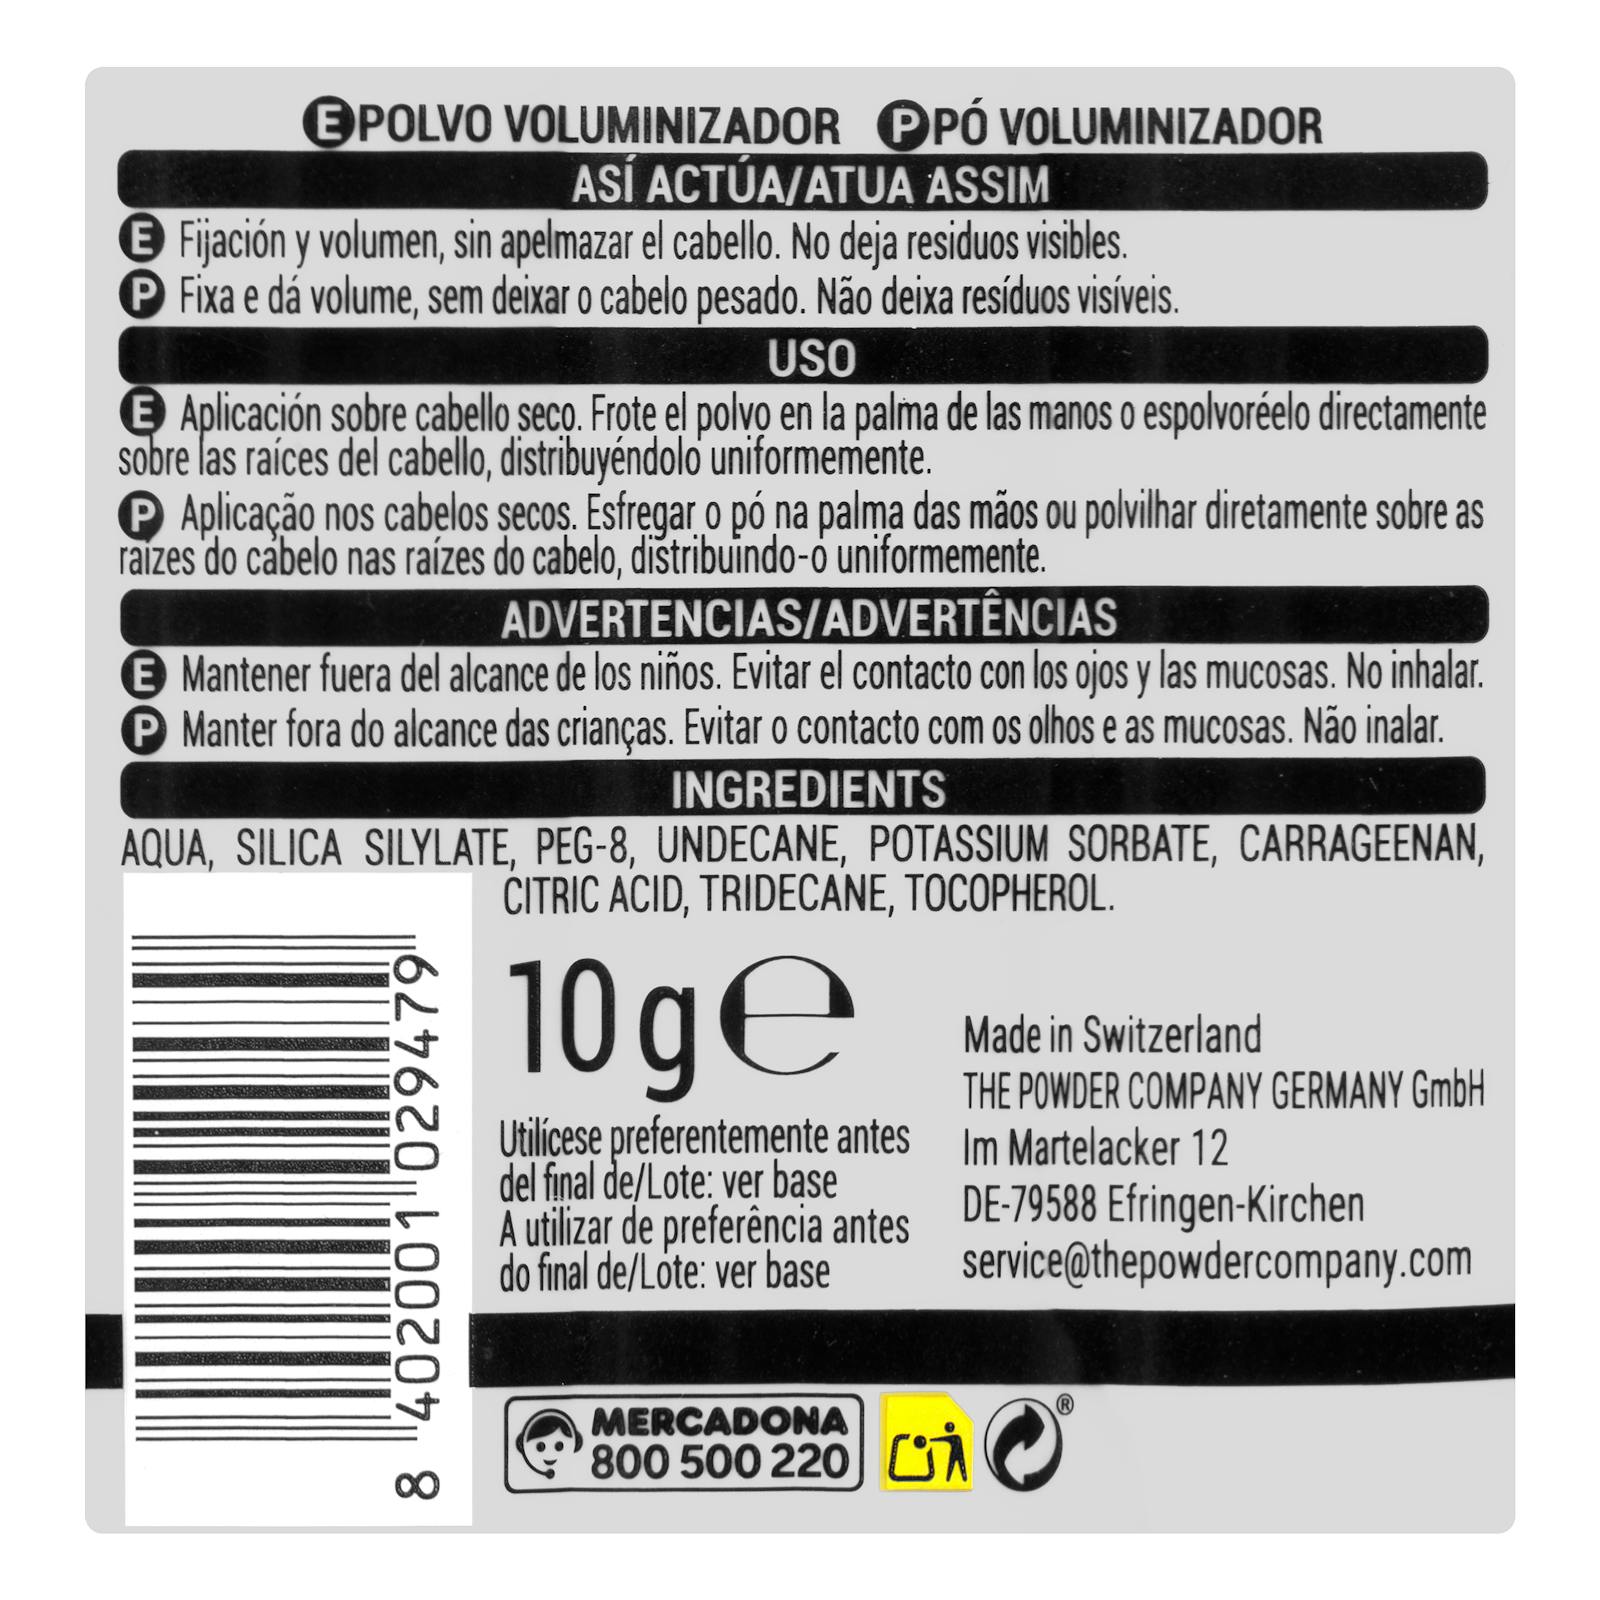 E POLVO VOLUMINIZADOR P PÓ VOLUMINIZADOR
ASÍ ACTÚA/ATUA ASSIM
E Fijación y volumen, sin apelmazar el cabello. No deja residuos visibles.
P Fixa e dá volume, sem deixar o cabelo pesado. Não deixa resíduos visíveis.
USO
E Aplicación sobre cabello seco. Frote el polvo en la palma de las manos o espolvoréelo directamente
sobre las raíces del cabello, distribuyéndolo uniformemente.
P Aplicação nos cabelos secos. Esfregar o pó na palma das mãos ou polvilhar diretamente sobre as
raízes do cabelo nas raízes do cabelo, distribuindo-o uniformemente.
ADVERTENCIAS/ADVERTÊNCIAS
E Mantener fuera del alcance de los niños. Evitar el contacto con los ojos y las mucosas. No inhalar.
P Manter fora do alcance das crianças. Evitar o contacto com os olhos e as mucosas. Não inalar.
INGREDIENTS
AQUA, SILICA SILYLATE, PEG-8, UNDECANE, POTASSIUM SORBATE, CARRAGEENAN,
CITRIC ACID, TRIDECANE, TOCOPHEROL.
8 402001 029479
10 g e
Utilícese preferentemente antes
del final de/Lote: ver base
A utilizar de preferência antes
do final de/Lote: ver base
Made in Switzerland
THE POWDER COMPANY GERMANY GmbH
Im Martelacker 12
DE-79588 Efringen-Kirchen
service@thepowdercompany.com
MERCADONA
800 500 220
®